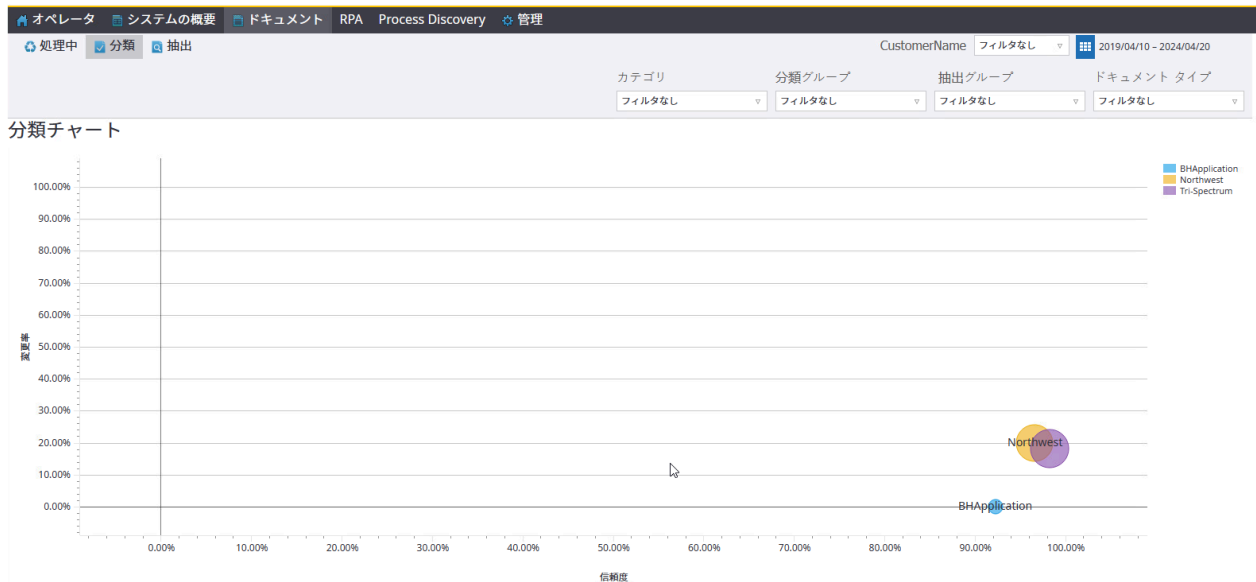 オペレータ システムの概要 ドキュメント RPA Process Discovery 管理
処理中 分類 抽出 CustomerName フィルタなし 2019/04/10 – 2024/04/20
カテゴリ 分類グループ 抽出グループ ドキュメント タイプ
フィルタなし フィルタなし フィルタなし フィルタなし
分類チャート
BHApplication
Northwest
Tri-Spectrum
100.00%
90.00%
80.00%
70.00%
60.00%
変更率
50.00%
40.00%
30.00%
20.00%
Northwest
10.00%
0.00%
BHApplication
0.00% 10.00% 20.00% 30.00% 40.00% 50.00% 60.00% 70.00% 80.00% 90.00% 100.00%
信頼度